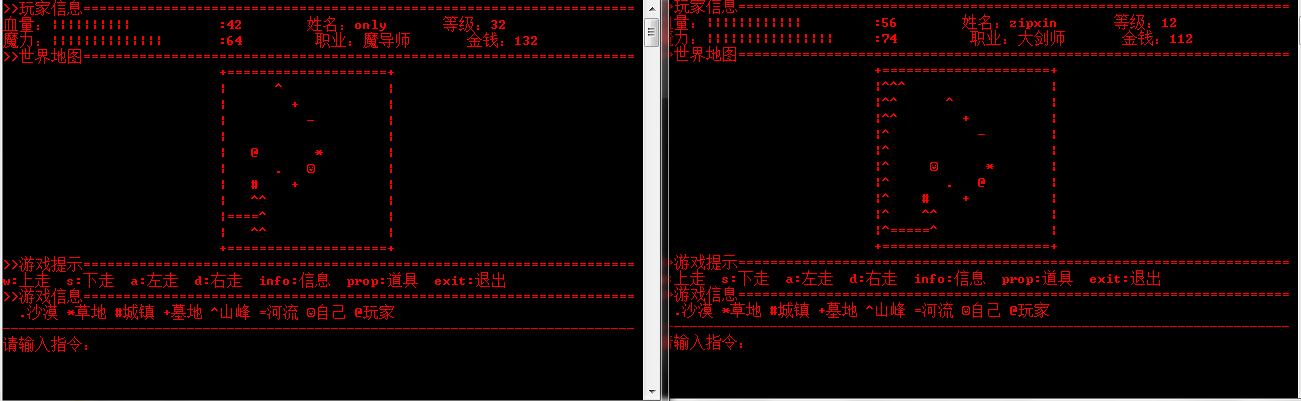 >>玩家信息======================================================================
血量：¦¦¦¦¦¦¦¦¦¦ :42 姓名：only 等级：32
魔力：¦¦¦¦¦¦¦¦¦¦¦¦¦¦ :64 职业：魔导师 金钱：132
>>世界地图======================================================================
+====================+
¦ ^ ¦
¦ + ¦
¦ – ¦
¦ ¦
¦ @ * ¦
¦ . ☺ ¦
¦ # + ¦
¦ ^^ ¦
¦====^ ¦
¦ ^^ ¦
+====================+
>>游戏提示======================================================================
w:上走 s:下走 a:左走 d:右走 info:信息 prop:道具 exit:退出
>>游戏信息======================================================================
.沙漠 *草地 #城镇 +墓地 ^山峰 =河流 ☺自己 @玩家
请输入指令：
>玩家信息======================================================================
量：¦¦¦¦¦¦¦¦¦¦¦¦ :56 姓名：zipxin 等级：12
力：¦¦¦¦¦¦¦¦¦¦¦¦¦¦¦¦ :74 职业：大剑师 金钱：112
>世界地图======================================================================
+=====================+
¦^^^ ¦
¦^^ ^ ¦
¦^^ + ¦
¦^ – ¦
¦^ ¦
¦^ ☺ * ¦
¦^ . @ ¦
¦^ # + ¦
¦^ ^^ ¦
¦^=====^ ¦
+=====================+
>游戏提示======================================================================
:上走 s:下走 a:左走 d:右走 info:信息 prop:道具 exit:退出
>游戏信息======================================================================
.沙漠 *草地 #城镇 +墓地 ^山峰 =河流 ☺自己 @玩家
输入指令：